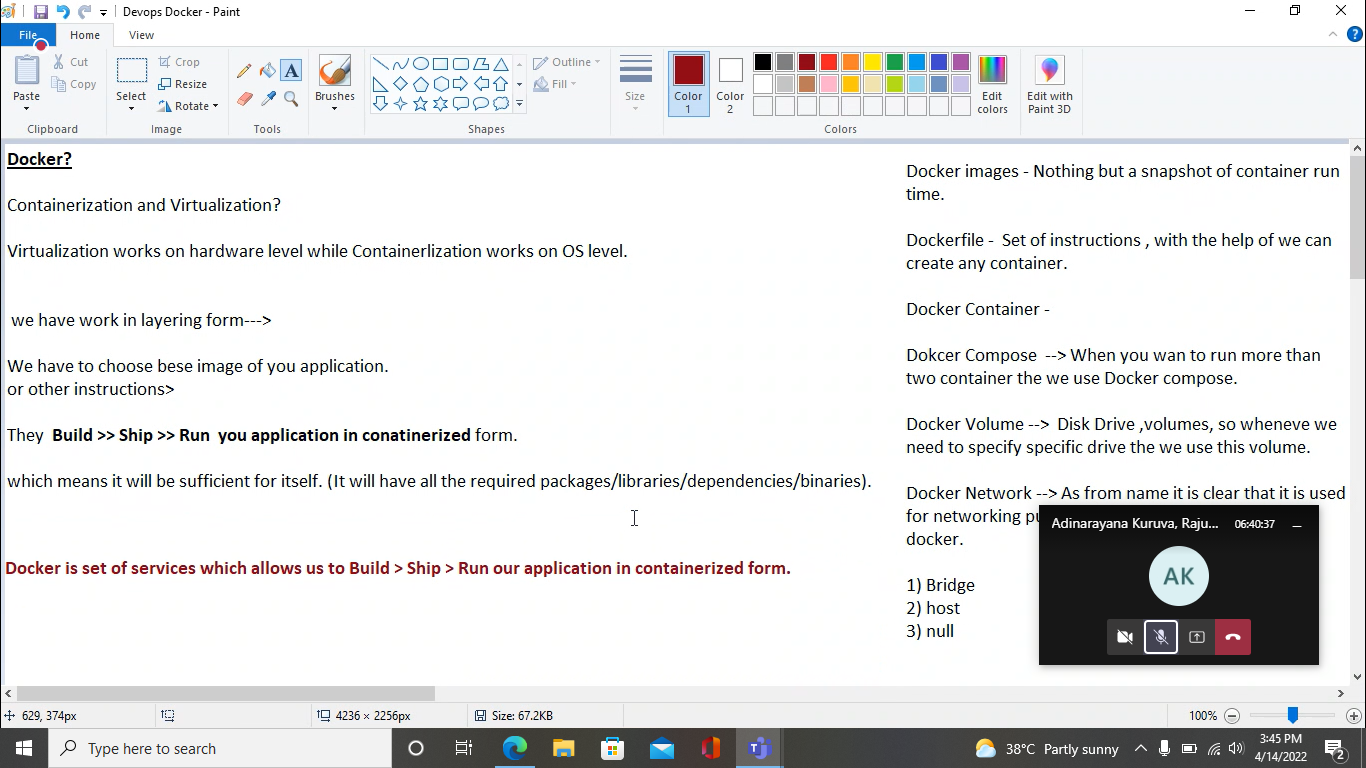 Devops Docker - Paint
File
Home
View
Paste
Cut
Copy
Clipboard
Select
Crop
Resize
Rotate
Image
A
Tools
Brushes
Outline
Fill
Shapes
Size
Color
1
Color
2
Edit
colors
Colors
Edit with
Paint 3D
Docker?
Containerization and Virtualization?
Virtualization works on hardware level while Containerlization works on OS level.
we have work in layering form--->
We have to choose bese image of you application.
or other instructions>
They Build >> Ship >> Run you application in conatinerized form.
which means it will be sufficient for itself. (It will have all the required packages/libraries/dependencies/binaries).
Docker is set of services which allows us to Build > Ship > Run our application in containerized form.
Docker images - Nothing but a snapshot of container run
time.
Dockerfile - Set of instructions , with the help of we can
create any container.
Docker Container -
Dokcer Compose --> When you wan to run more than
two container the we use Docker compose.
Docker Volume --> Disk Drive ,volumes, so wheneve we
need to specify specific drive the we use this volume.
Docker Network --> As from name it is clear that it is used
for networking
docker.
1) Bridge
2) host
3) null
Adinarayana Kuruva, Raju...
06:40:37
AK
629, 374px
4236 × 2256px
Size: 67.2KB
100%
Type here to search
38°C Partly sunny
3:45 PM
4/14/2022
2